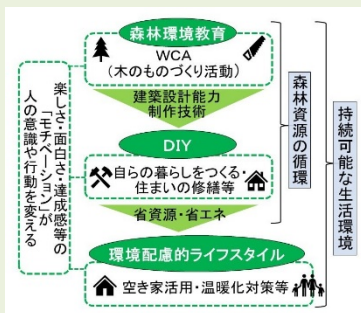 森林環境教育
WCA
(木のものづくり活動)
建築設計能力
制作技術
DIY
自らの暮らしをつくる・
住まいの修繕等
省資源・省エネ
環境配慮的ライフスタイル
空き家活用・温暖化対策等
楽しさ・面白さ・達成感等の
「モチベーション」が
人の意識や行動を変える
森林資源の循環
持続可能な生活環境